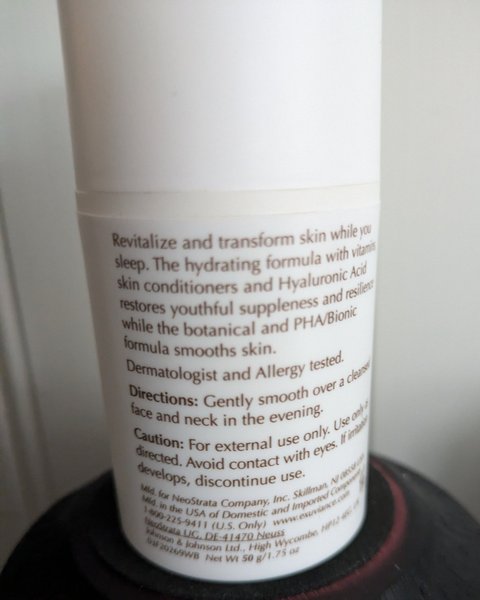 Revitalize and transform skin while you
sleep. The hydrating formula with vitamins,
skin conditioners and Hyaluronic Acid
restores youthful suppleness and resilience
while the botanical and PHA/Bionic
formula smooths skin.
Dermatologist and Allergy tested.
Directions: Gently smooth over a cleansed
face and neck in the evening.
Caution: For external use only. Use only as
directed. Avoid contact with eyes. If irritation
develops, discontinue use.
Mfd. for NeoStrata Company, Inc. Skillman, NJ 08558
Mfd. in the USA of Domestic and Imported
1-800-225-9411 (U.S. Only) www.exuviance.com
NeoStrata UG, DE-41470 Neuss
Johnson & Johnson Ltd., High Wycombe, HP12
Net Wt 50 g/1.75 oz